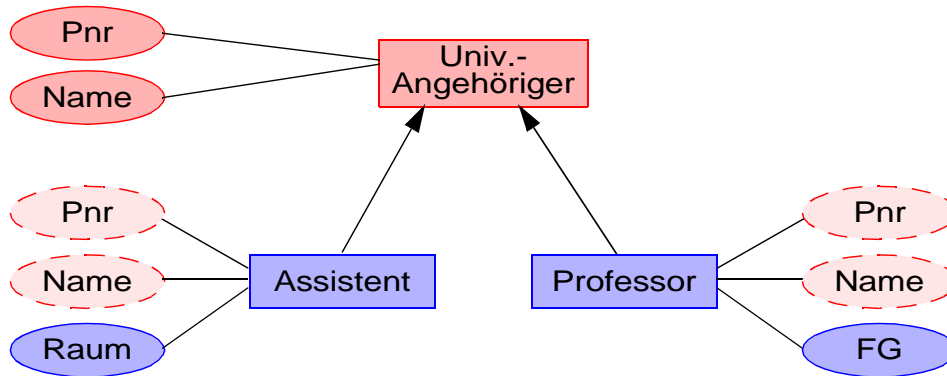 Pnr
Name
Univ.-
Angehöriger
Pnr
Name
Raum
Assistent
Professor
Pnr
Name
FG